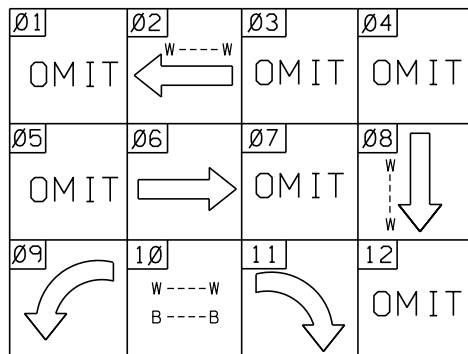 Ø1 Ø2 Ø3 Ø4
W----W
OMIT OMIT OMIT
Ø5 Ø6 Ø7 Ø8
W
OMIT OMIT
W
Ø9 1Ø 11 12
W----W
OMIT
B----B